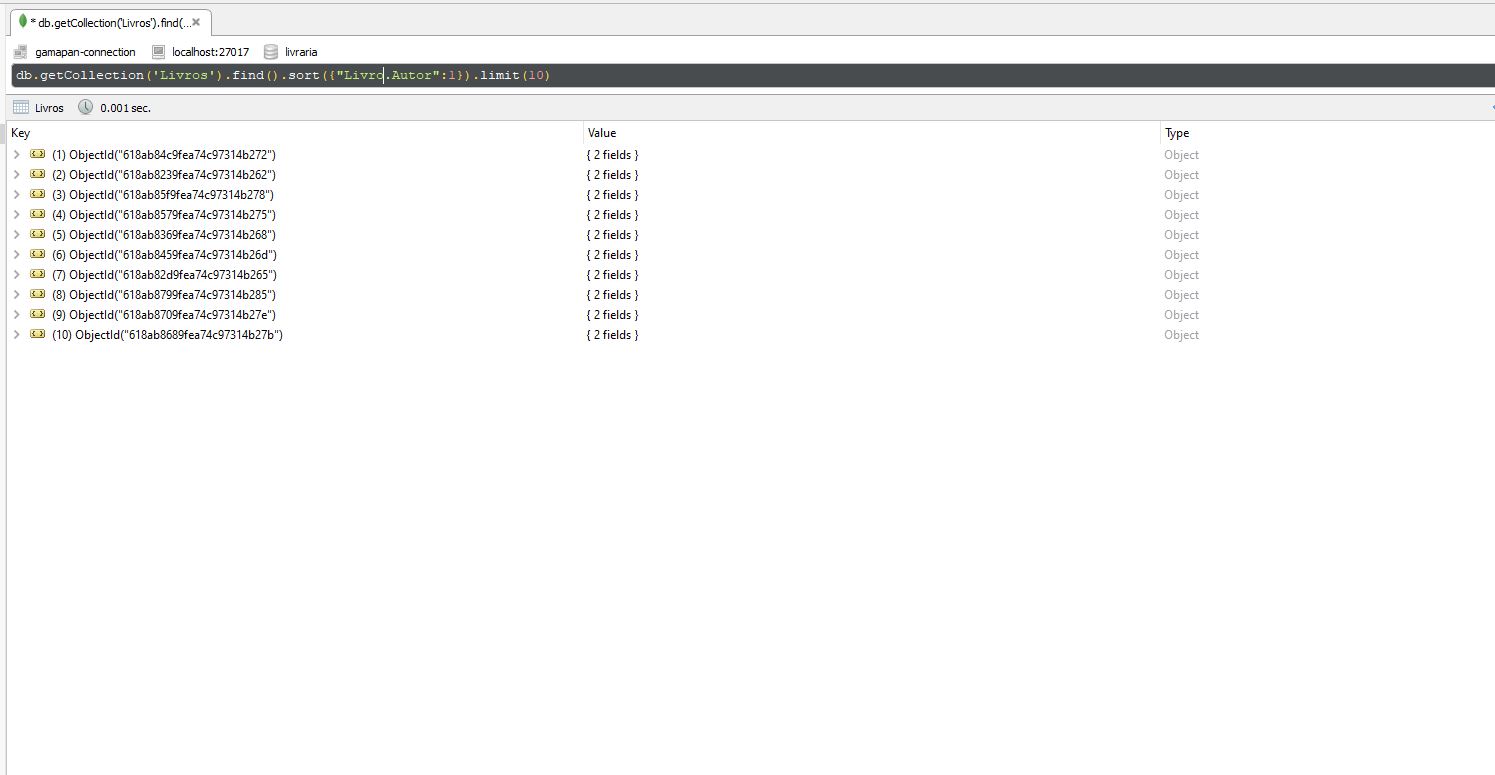 * db.getCollection('Livros').find(...
gamapan-connection localhost:27017 livraria
db.getCollection('Livros').find().sort({"Livro.Autor":1}).limit(10)
Livros 0.001 sec.
Key Value Type
(1) ObjectId("618ab84c9fea74c97314b272") { 2 fields } Object
(2) ObjectId("618ab8239fea74c97314b262") { 2 fields } Object
(3) ObjectId("618ab85f9fea74c97314b278") { 2 fields } Object
(4) ObjectId("618ab8579fea74c97314b275") { 2 fields } Object
(5) ObjectId("618ab8369fea74c97314b268") { 2 fields } Object
(6) ObjectId("618ab8459fea74c97314b26d") { 2 fields } Object
(7) ObjectId("618ab82d9fea74c97314b265") { 2 fields } Object
(8) ObjectId("618ab8799fea74c97314b285") { 2 fields } Object
(9) ObjectId("618ab8709fea74c97314b27e") { 2 fields } Object
(10) ObjectId("618ab8689fea74c97314b27b") { 2 fields } Object